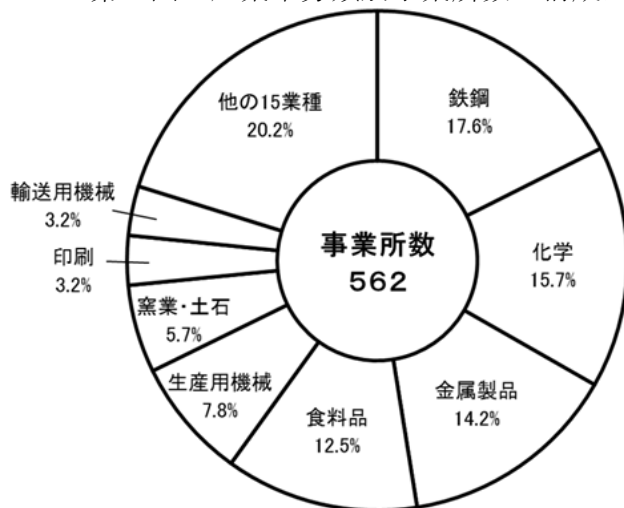 事業所数
562
鉄鋼
17.6%
化学
15.7%
金属製品
14.2%
食料品
12.5%
生産用機械
7.8%
窯業・土石
5.7%
印刷
3.2%
輸送用機械
3.2%
他の15業種
20.2%